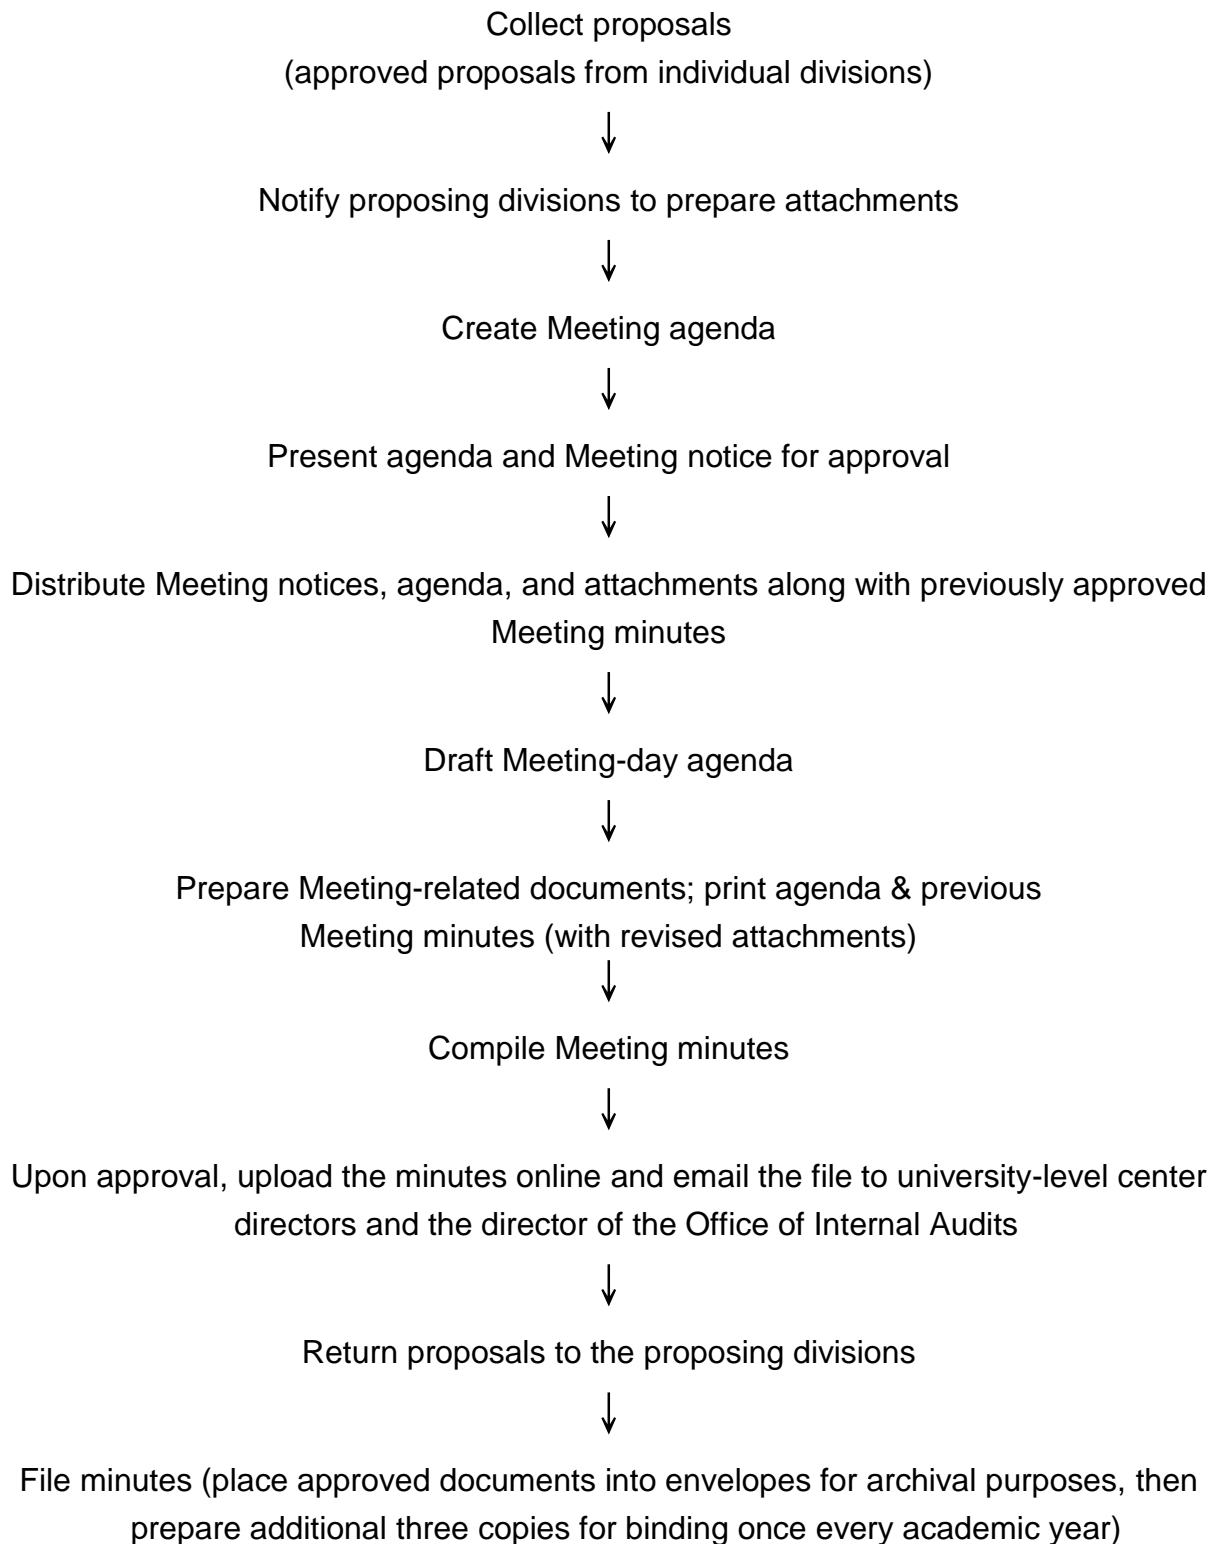 Collect proposals
(approved proposals from individual divisions)
Notify proposing divisions to prepare attachments
Create Meeting agenda
Present agenda and Meeting notice for approval
Distribute Meeting notices, agenda, and attachments along with previously approved
Meeting minutes
Draft Meeting-day agenda
Prepare Meeting-related documents; print agenda & previous
Meeting minutes (with revised attachments)
Compile Meeting minutes
Upon approval, upload the minutes online and email the file to university-level center
directors and the director of the Office of Internal Audits
Return proposals to the proposing divisions
File minutes (place approved documents into envelopes for archival purposes, then
prepare additional three copies for binding once every academic year)